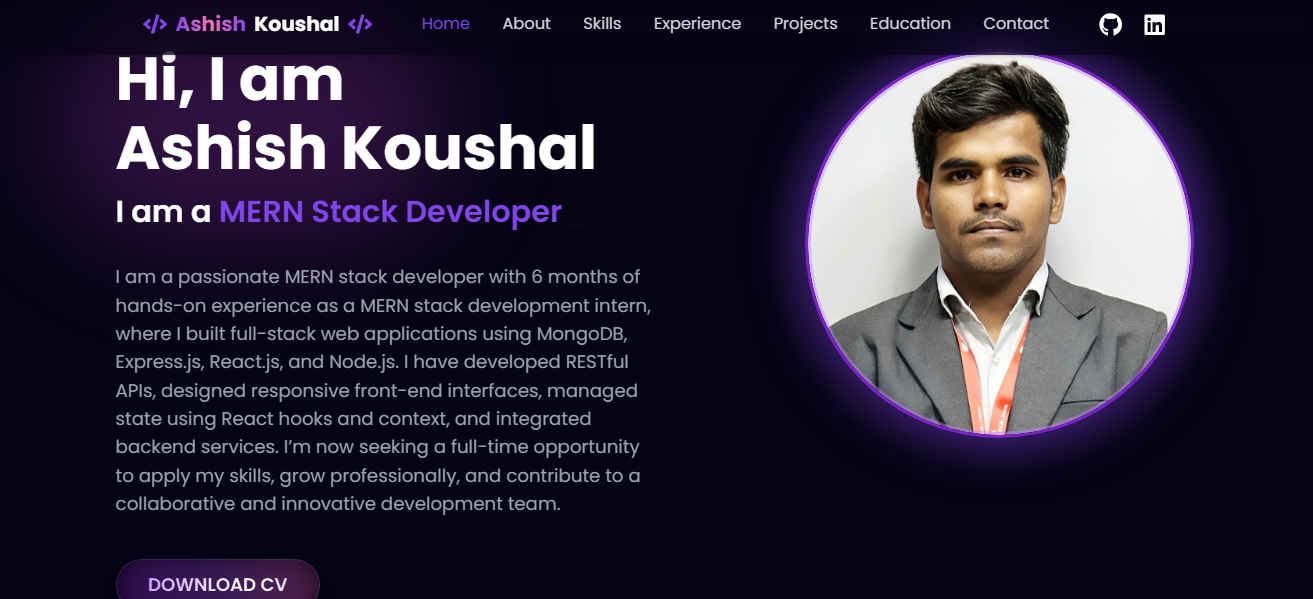 </> Ashish Koushal </> Home About Skills Experience Projects Education Contact
Hi, I am
Ashish Koushal
I am a MERN Stack Developer
I am a passionate MERN stack developer with 6 months of
hands-on experience as a MERN stack development intern,
where I built full-stack web applications using MongoDB,
Express.js, React.js, and Node.js. I have developed RESTful
APIs, designed responsive front-end interfaces, managed
state using React hooks and context, and integrated
backend services. I’m now seeking a full-time opportunity
to apply my skills, grow professionally, and contribute to a
collaborative and innovative development team.
DOWNLOAD CV